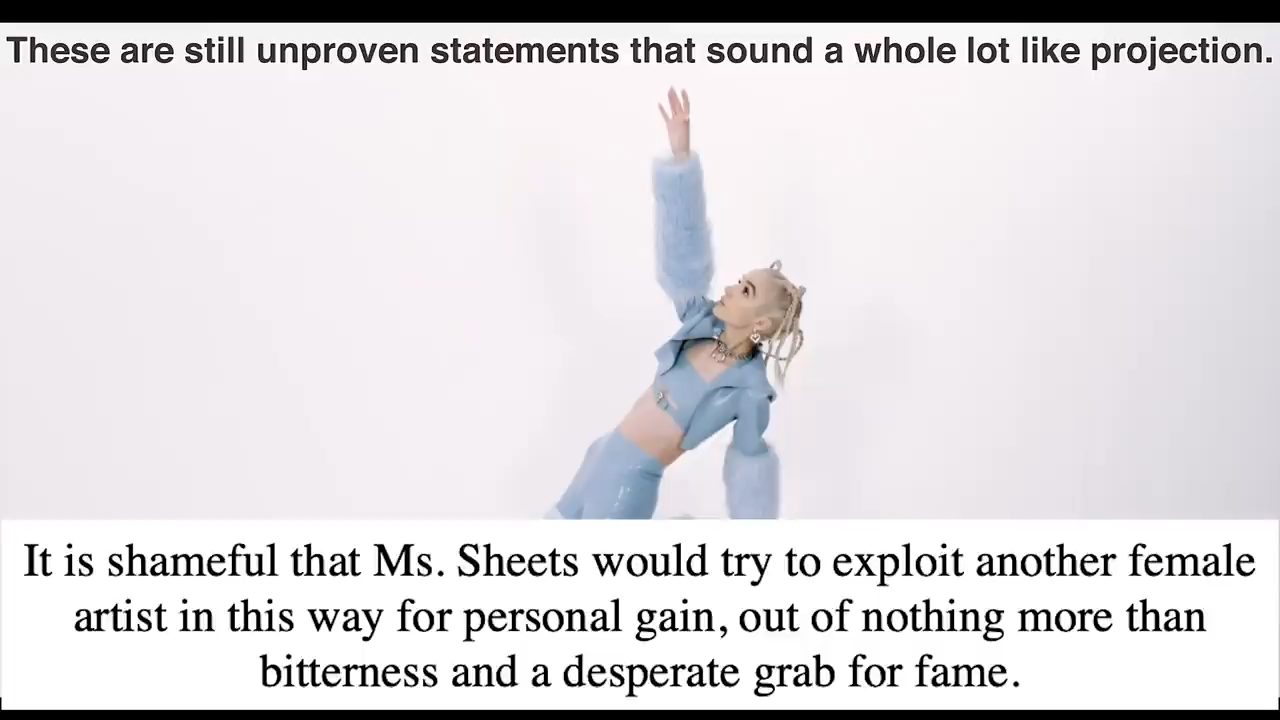 These are still unproven statements that sound a whole lot like projection.
It is shameful that Ms. Sheets would try to exploit another female
artist in this way for personal gain, out of nothing more than
bitterness and a desperate grab for fame.